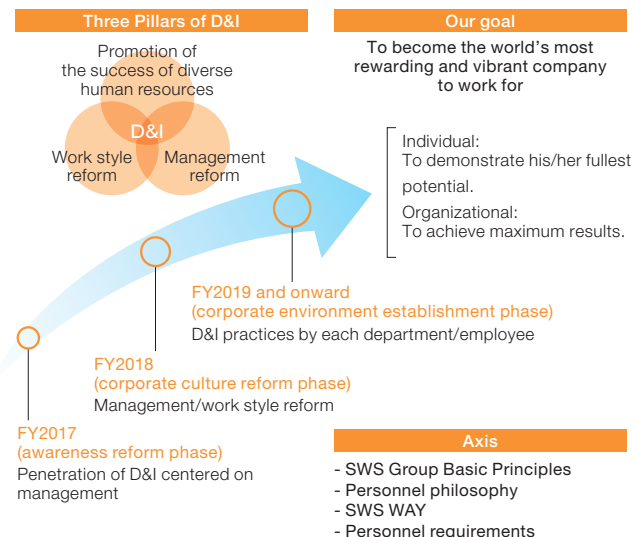 Three Pillars of D&I
Promotion of
the success of diverse
human resources
D&I
Work style
reform
Management
reform
Our goal
To become the world's most
rewarding and vibrant company
to work for
Individual:
To demonstrate his/her fullest
potential.
Organizational:
To achieve maximum results.
FY2019 and onward
(corporate environment establishment phase)
D&I practices by each department/employee
FY2018
(corporate culture reform phase)
Management/work style reform
FY2017
(awareness reform phase)
Penetration of D&I centered on
management
Axis
- SWS Group Basic Principles
- Personnel philosophy
- SWS WAY
- Personnel requirements